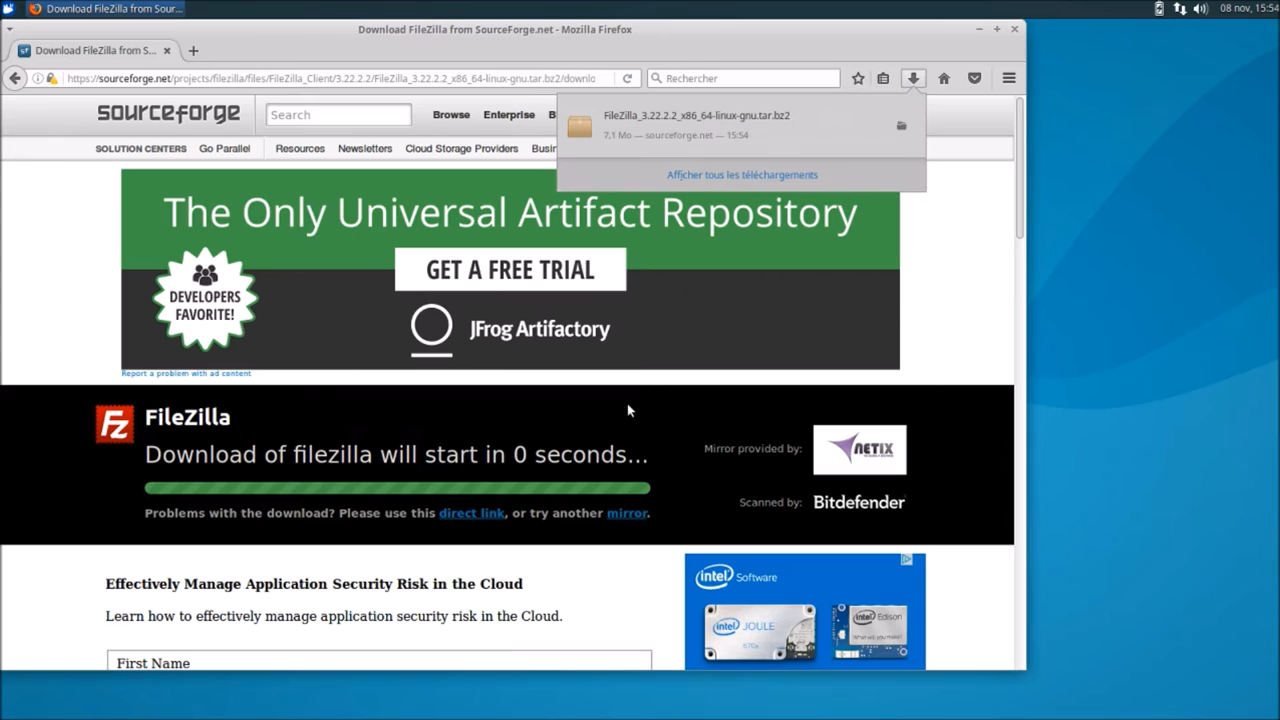 Download FileZilla from Sour...
08 nov, 15:54
Download FileZilla from SourceForge.net - Mozilla Firefox
Download FileZilla from S...
https://sourceforge.net/projects/filezilla/files/FileZilla_Client/3.22.2.2/FileZilla_3.22.2.2_x86_64-linux-gnu.tar.bz2/downlo
Rechercher
sourceforge
Search
Browse Enterprise B
FileZilla_3.22.2.2_x86_64-linux-gnu.tar.bz2
7,1 Mo — sourceforge.net — 15:54
Afficher tous les téléchargements
SOLUTION CENTERS Go Parallel Resources Newsletters Cloud Storage Providers Busin
The Only Universal Artifact Repository
DEVELOPERS
FAVORITE!
GET A FREE TRIAL
JFrog Artifactory
Report a problem with ad content
Fz
FileZilla
Download of filezilla will start in 0 seconds...
Problems with the download? Please use this direct link, or try another mirror.
Mirror provided by:
NETIX
Scanned by:
Bitdefender
Effectively Manage Application Security Risk in the Cloud
Learn how to effectively manage application security risk in the Cloud.
First Name
intel Software
intel JOULE
intel Edison
What will you make?